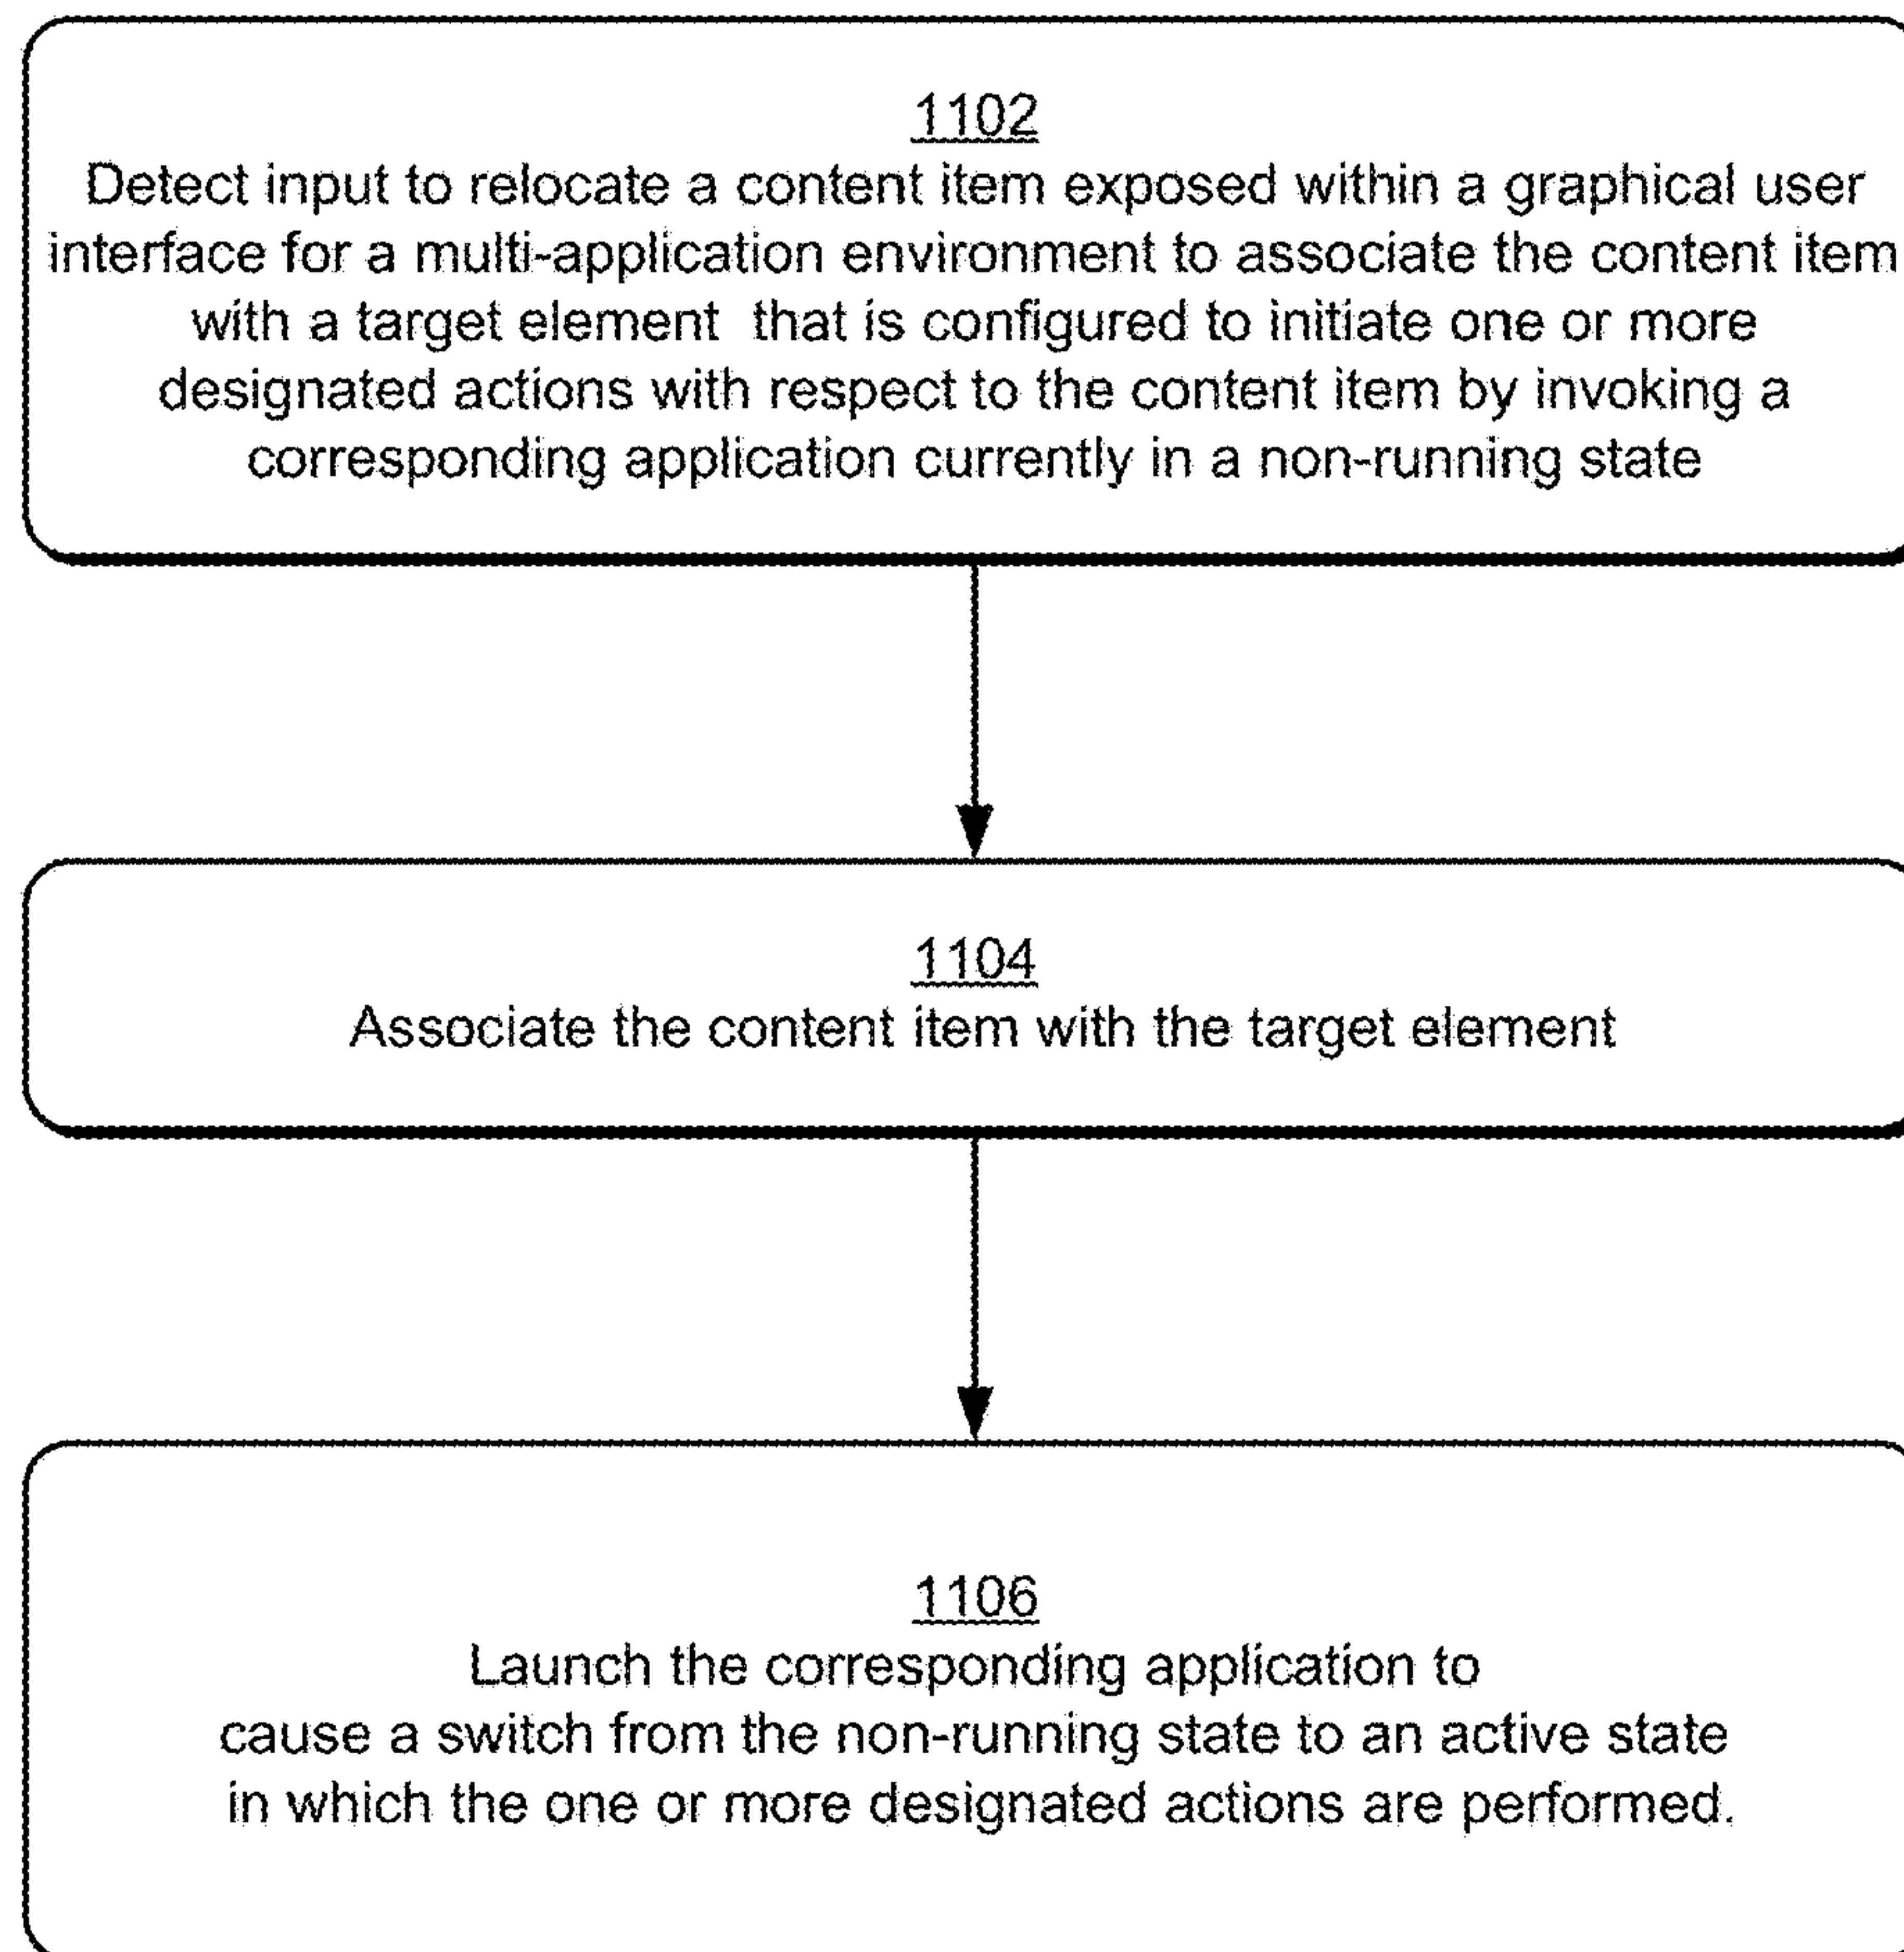 1102
Detect input to relocate a content item exposed within a graphical user
interface for a multi-application environment to associate the content item
with a target element that is configured to initiate one or more
designated actions with respect to the content item by invoking a
corresponding application currently in a non-running state
1104
Associate the content item with the target element
1106
Launch the corresponding application to
cause a switch from the non-running state to an active state
in which the one or more designated actions are performed.